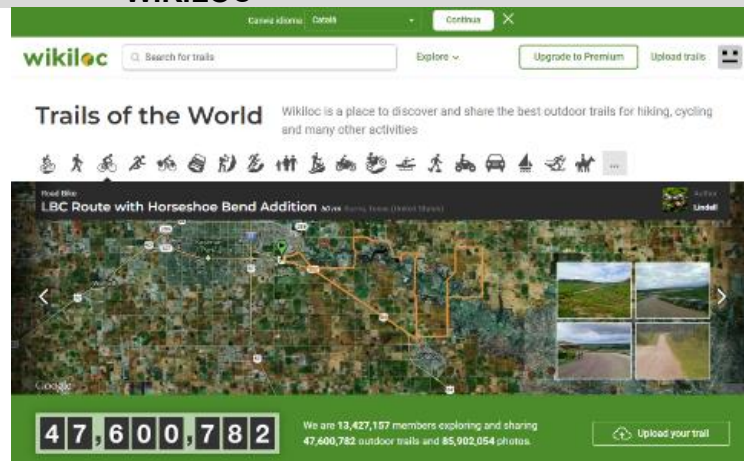 WIKILOC
Canvia idioma: Català Continua
wikiloc Search for trails Explore Upgrade to Premium Upload trails
Trails of the World
Wikiloc is a place to discover and share the best outdoor trails for hiking, cycling
and many other activities
...
Road Bike
LBC Route with Horseshoe Bend Addition
Author
Lindell
Google
47,600,782
We are 13,427,157 members exploring and sharing
47,600,782 outdoor trails and 85,902,054 photos.
Upload your trail